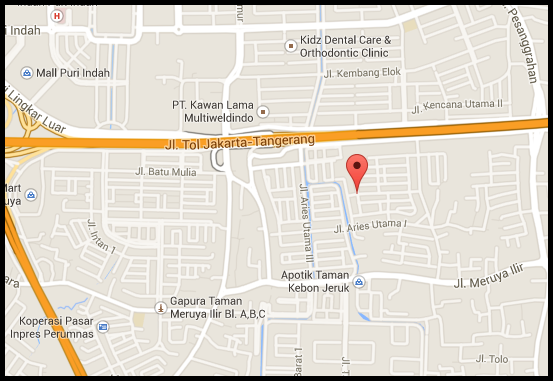 Indah
H
Kidz Dental Care &
Orthodontic Clinic
Mall Puri Indah
Jl. Kembang Elok
Pesanggrahan
Lingkar Luar
PT. Kawan Lama
Multiweldindo
Jl. Kencana Utama II
Jl. Tol Jakarta-Tangerang
Jl. Batu Mulia
Jl. Aries Utama III
Jl. Intan 1
Jl. Aries Utama I
Apotik Taman
Kebon Jeruk
Jl. Meruya Ilir
Gapura Taman
Meruya Ilir Bl. A,B,C
Koperasi Pasar
Inpres Perumnas
Barat 1
Jl. T
Jl. Tolo